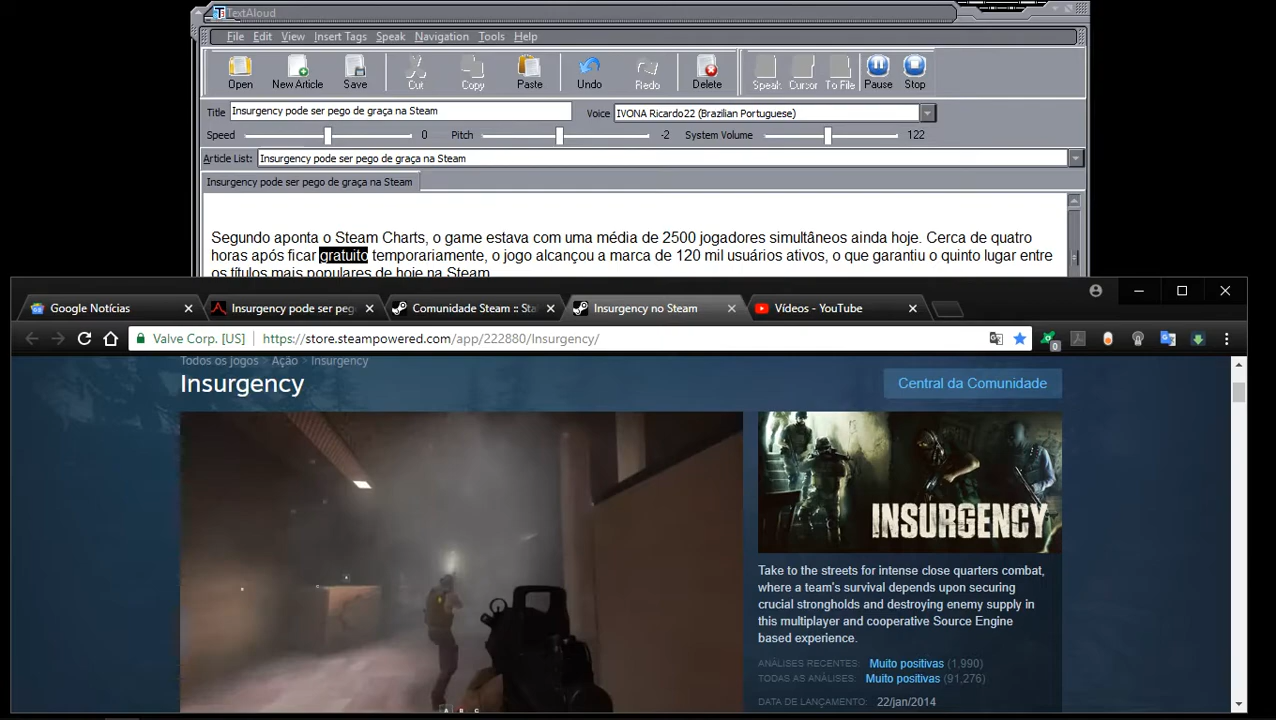 TextAloud
File Edit View Insert Tags Speak Navigation Tools Help
Open New Article Save Cut Copy Paste Undo Redo Delete Speak Cursor To File Pause Stop
Title Insurgency pode ser pego de graça na Steam Voice IVONA Ricardo22 (Brazilian Portuguese)
Speed 0 Pitch -2 System Volume 122
Article List: Insurgency pode ser pego de graça na Steam
Insurgency pode ser pego de graça na Steam
Segundo aponta o Steam Charts, o game estava com uma média de 2500 jogadores simultâneos ainda hoje. Cerca de quatro
horas após ficar gratuito temporariamente, o jogo alcançou a marca de 120 mil usuários ativos, o que garantiu o quinto lugar entre
os títulos mais populares de hoje na Steam.
Google Notícias Insurgency pode ser peg Comunidade Steam :: Sta Insurgency no Steam Vídeos - YouTube
Valve Corp. [US] https://store.steampowered.com/app/222880/Insurgency/ 0
Todos os jogos > Ação > Insurgency
Insurgency Central da Comunidade
INSURGENCY
Take to the streets for intense close quarters combat,
where a team's survival depends upon securing
crucial strongholds and destroying enemy supply in
this multiplayer and cooperative Source Engine
based experience.
ANÁLISES RECENTES: Muito positivas (1,990)
TODAS AS ANÁLISES: Muito positivas (91,276)
DATA DE LANÇAMENTO: 22/jan/2014
A B C